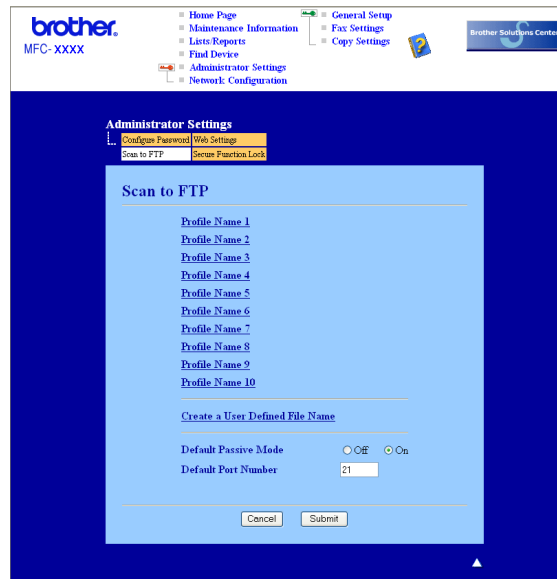 brother.
MFC- XXXX
Home Page
Maintenance Information
Lists/Reports
Find Device
Administrator Settings
Network Configuration
General Setup
Fax Settings
Copy Settings
Brother Solutions Center
Administrator Settings
Configure Password Web Settings
Scan to FTP Secure Function Lock
Scan to FTP
Profile Name 1
Profile Name 2
Profile Name 3
Profile Name 4
Profile Name 5
Profile Name 6
Profile Name 7
Profile Name 8
Profile Name 9
Profile Name 10
Create a User Defined File Name
Default Passive Mode Off On
Default Port Number 21
Cancel Submit